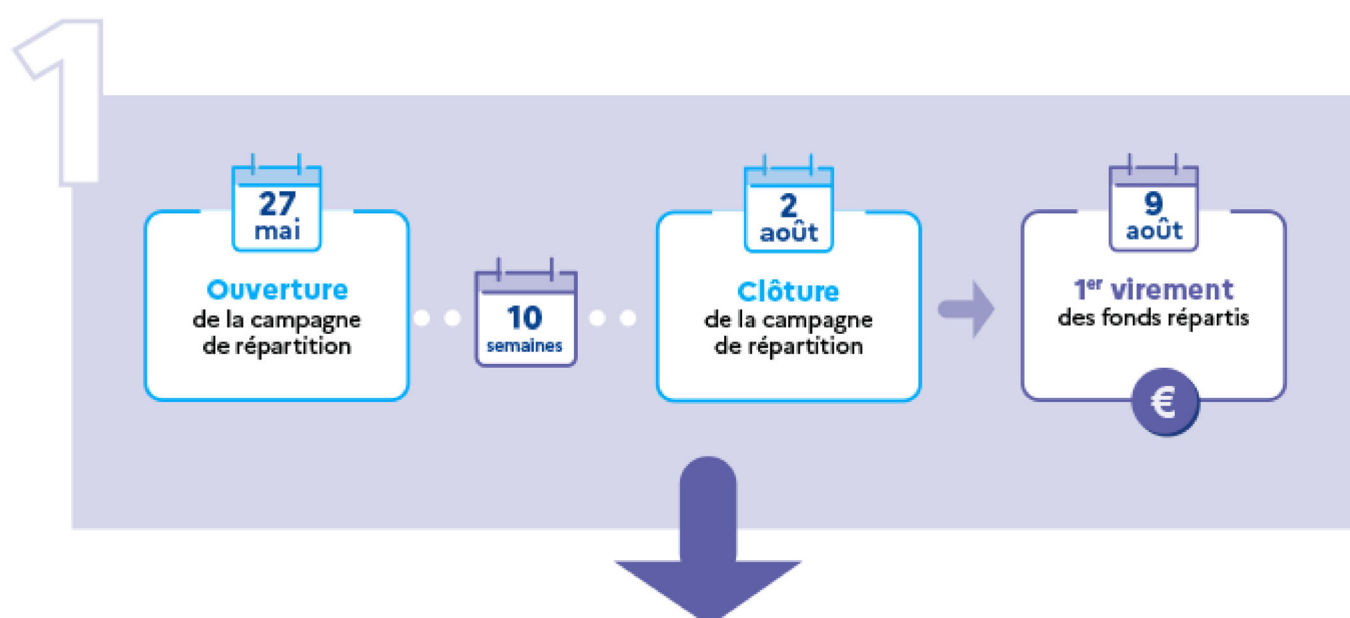 1
27
mai
Ouverture
de la campagne
de répartition
10
semaines
2
août
Clôture
de la campagne
de répartition
9
août
1er virement
des fonds répartis
€